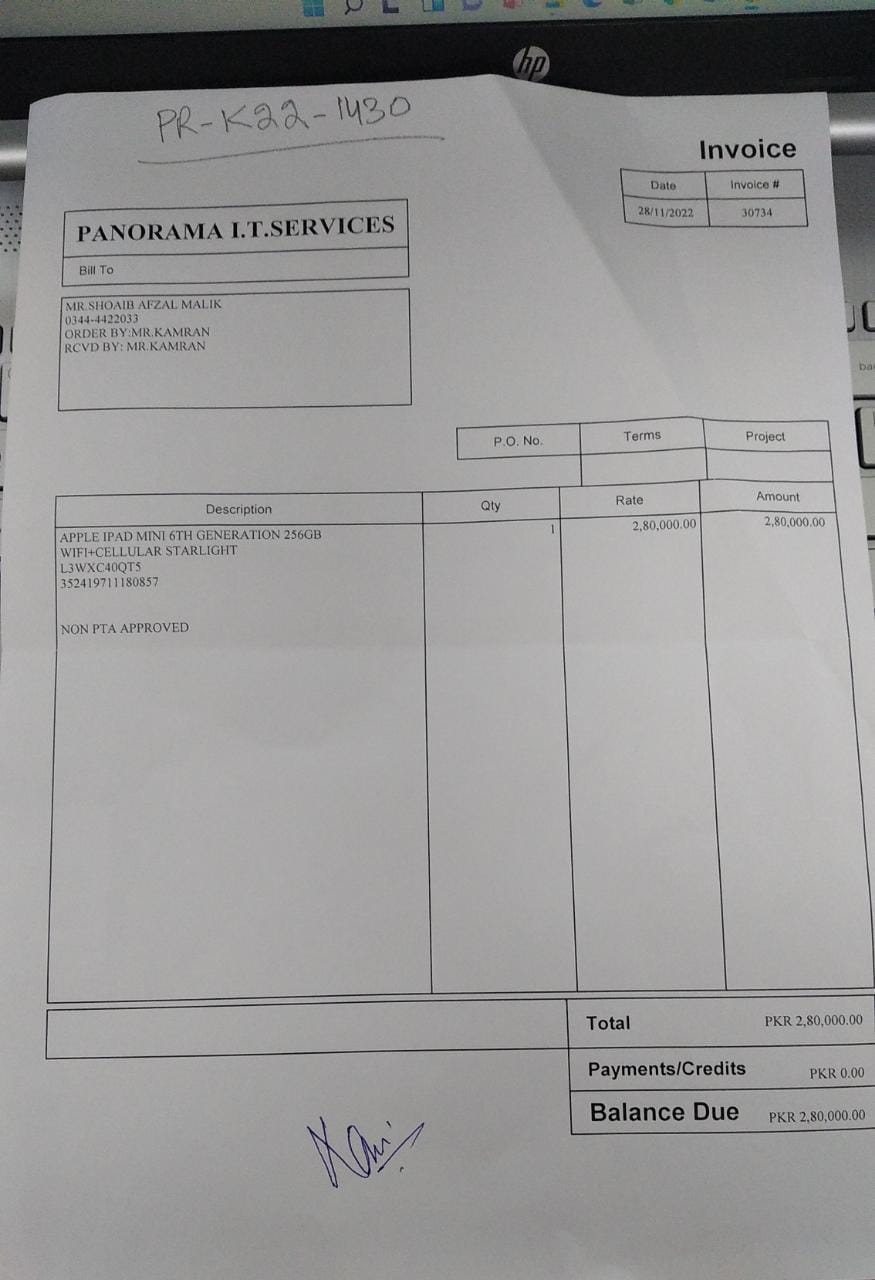 hp
PR-K22-1430
Invoice
Date Invoice #
28/11/2022 30734
PANORAMA I.T.SERVICES
Bill To
MR.SHOAIB AFZAL MALIK
0344-4422033
ORDER BY:MR.KAMRAN
RCVD BY: MR.KAMRAN
P.O. No. Terms Project
Description Qty Rate Amount
APPLE IPAD MINI 6TH GENERATION 256GB 1 2,80,000.00 2,80,000.00
WIFI+CELLULAR STARLIGHT
L3WXC40QT5
352419711180857
NON PTA APPROVED
Total PKR 2,80,000.00
Payments/Credits PKR 0.00
Balance Due PKR 2,80,000.00